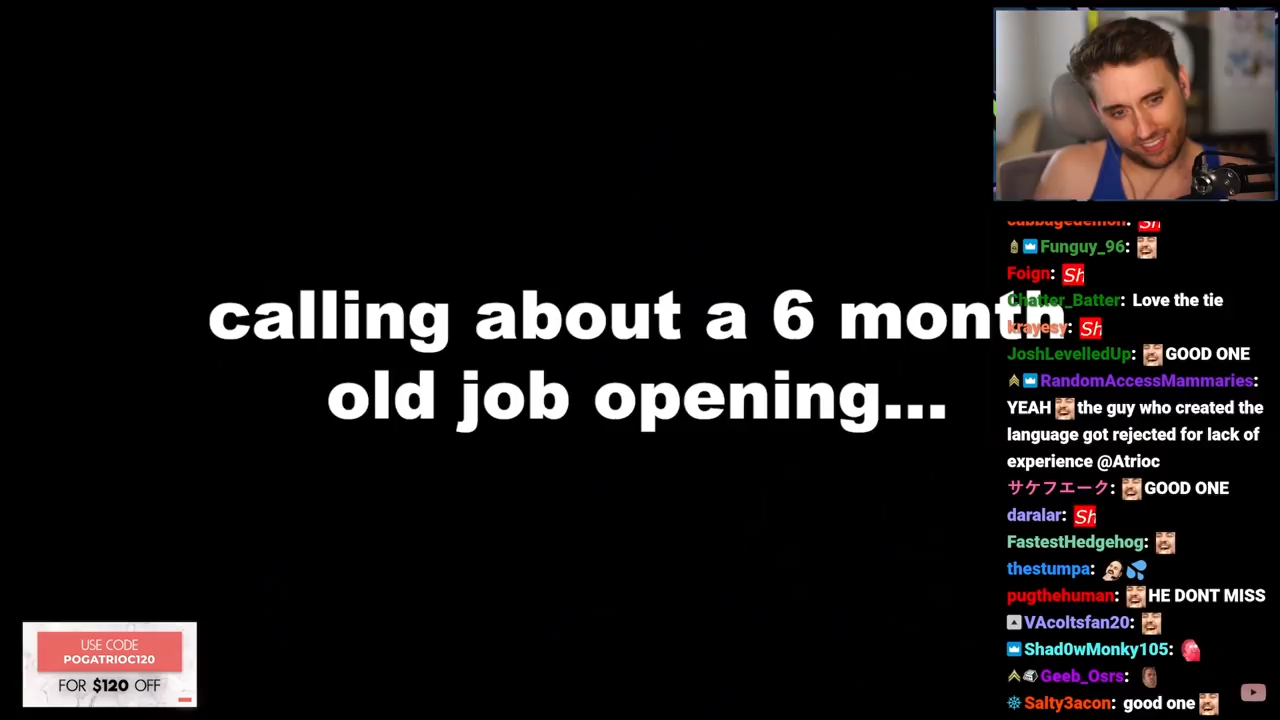 calling about a 6 month
old job opening...
cabbagedemon:
Funguy_96:
Foign: Sh
Chatter_Batter: Love the tie
krayesy: Sh
JoshLevelledUp: GOOD ONE
RandomAccessMammaries:
YEAH the guy who created the
language got rejected for lack of
experience @Atrioc
サケフエーク: GOOD ONE
daralar: Sh
FastestHedgehog:
thestumpa:
pugthehuman: HE DONT MISS
VAcoltsfan20:
Shad0wMonky105:
Geeb_Osrs:
Salty3acon: good one
USE CODE
POGATRIOC120
FOR $120 OFF